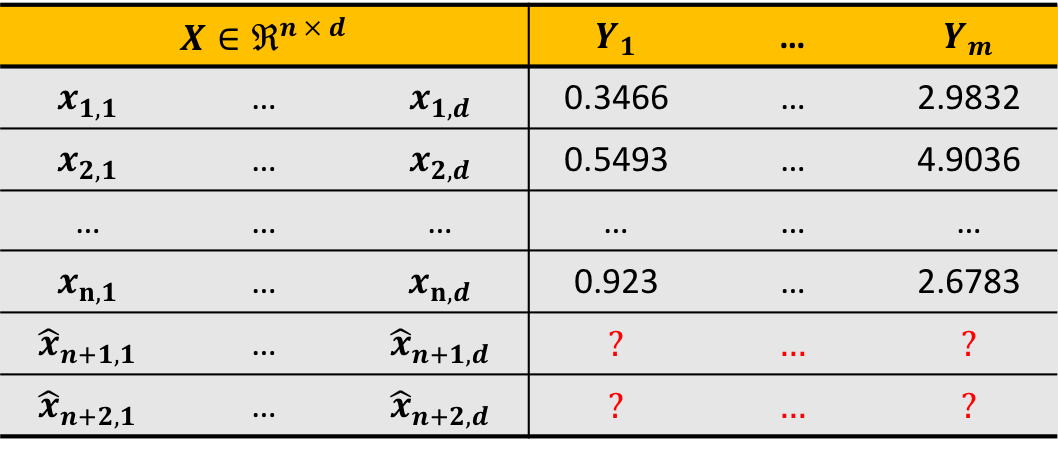 X ∈ ℜ^{n × d} Y_1 ... Y_m
x_{1,1} ... x_{1,d} 0.3466 ... 2.9832
x_{2,1} ... x_{2,d} 0.5493 ... 4.9036
... ... ... ... ... ...
x_{n,1} ... x_{n,d} 0.923 ... 2.6783
x̂_{n+1,1} ... x̂_{n+1,d} ? ... ?
x̂_{n+2,1} ... x̂_{n+2,d} ? ... ?